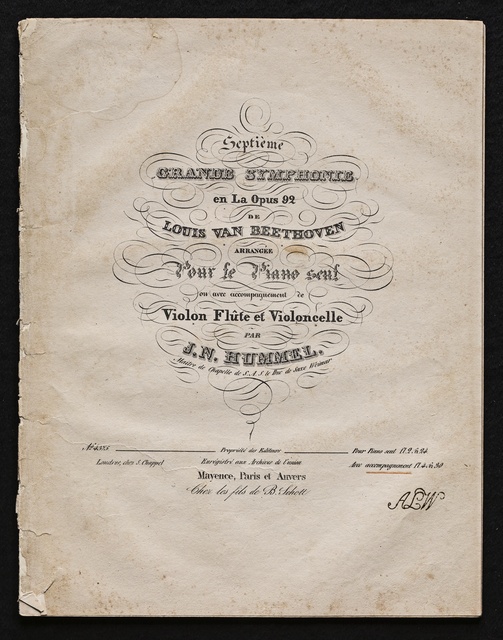 Septième
GRANDE SYMPHONIE
en La Opus 92
DE
LOUIS VAN BEETHOVEN
ARRANGÉE
Pour le Piano seul
ou avec accompagnement de
Violon Flûte et Violoncelle
PAR
J.N. HUMMEL.
Maitre de Chapelle de S.A.S. le Duc de Saxe Weimar
Propriété des Editeurs
Pour Piano seul
Londres, chez J. Chappel
Enrégistré aux Archives de l'union
Avec accompagnement
Mayence, Paris et Anvers
Chez les fils de B. Schott
ALW